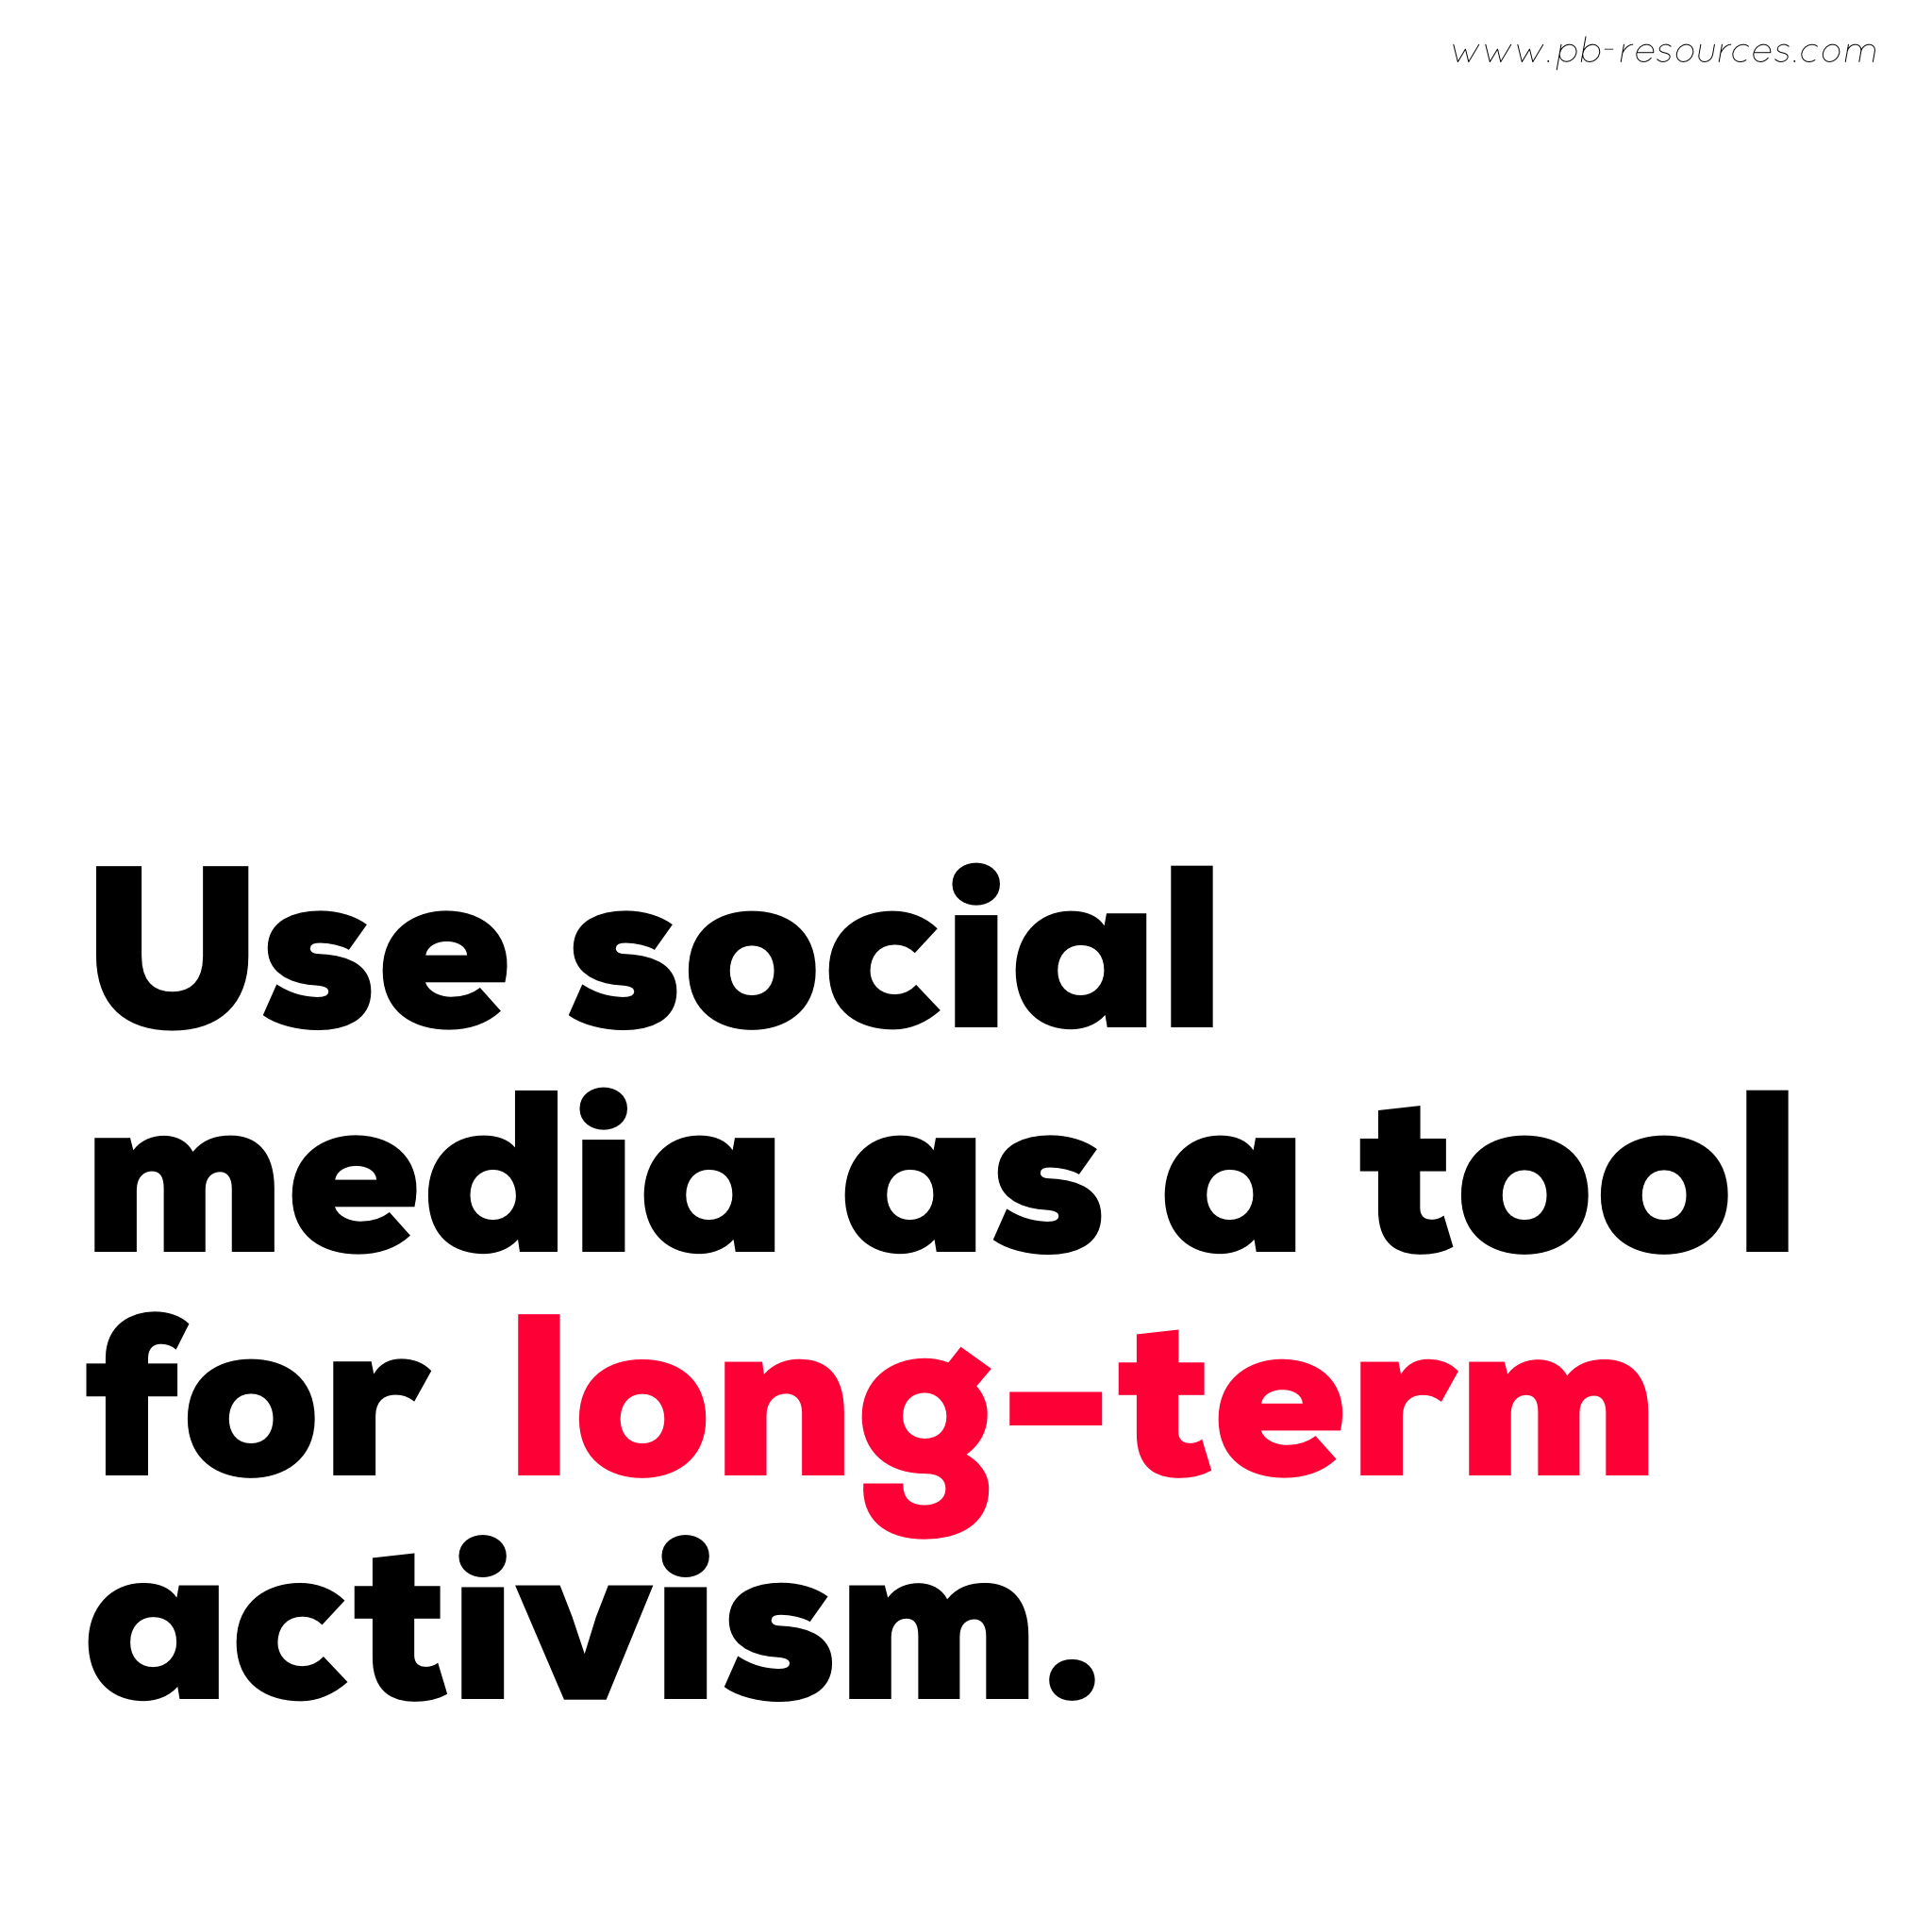 www.pb-resources.com
Use social
media as a tool
for long-term
activism.